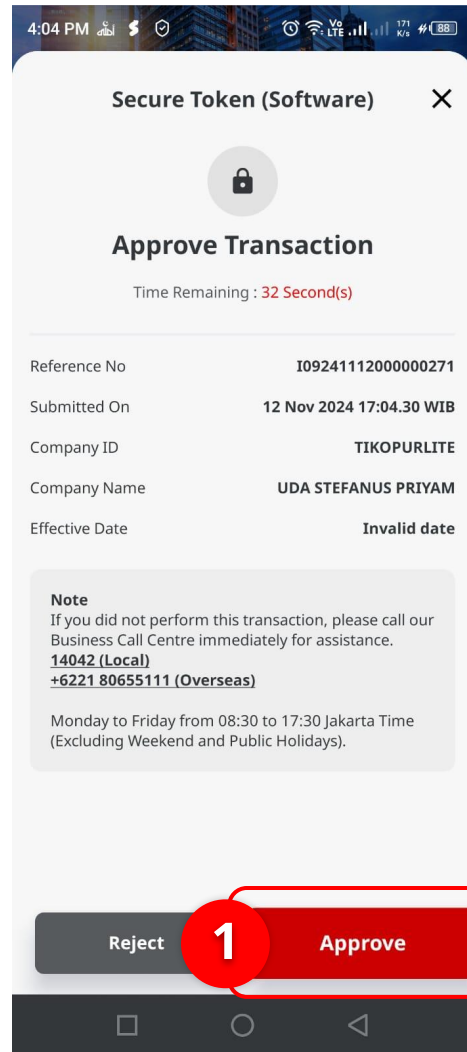 4:04 PM
Vo LTE
171 K/s
88
Secure Token (Software)
Approve Transaction
Time Remaining : 32 Second(s)
Reference No I09241112000000271
Submitted On 12 Nov 2024 17:04.30 WIB
Company ID TIKOPURLITE
Company Name UDA STEFANUS PRIYAM
Effective Date Invalid date
Note
If you did not perform this transaction, please call our
Business Call Centre immediately for assistance.
14042 (Local)
+6221 80655111 (Overseas)
Monday to Friday from 08:30 to 17:30 Jakarta Time
(Excluding Weekend and Public Holidays).
Reject
1
Approve